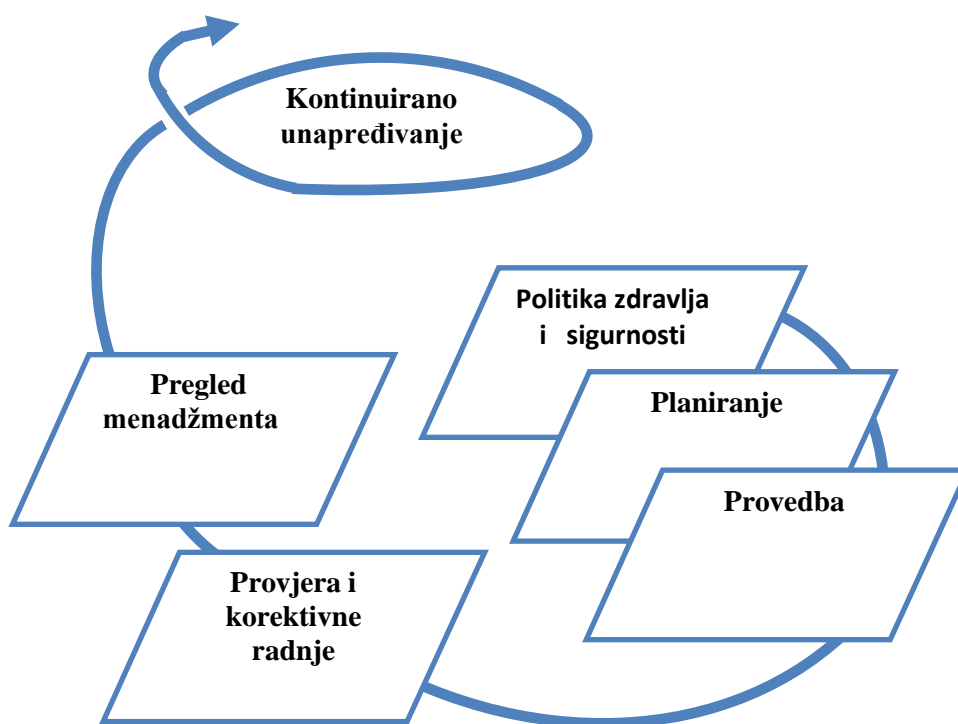 Kontinuirano
unapređivanje
Politika zdravlja
i sigurnosti
Planiranje
Provedba
Provjera i
korektivne
radnje
Pregled
menadžmenta